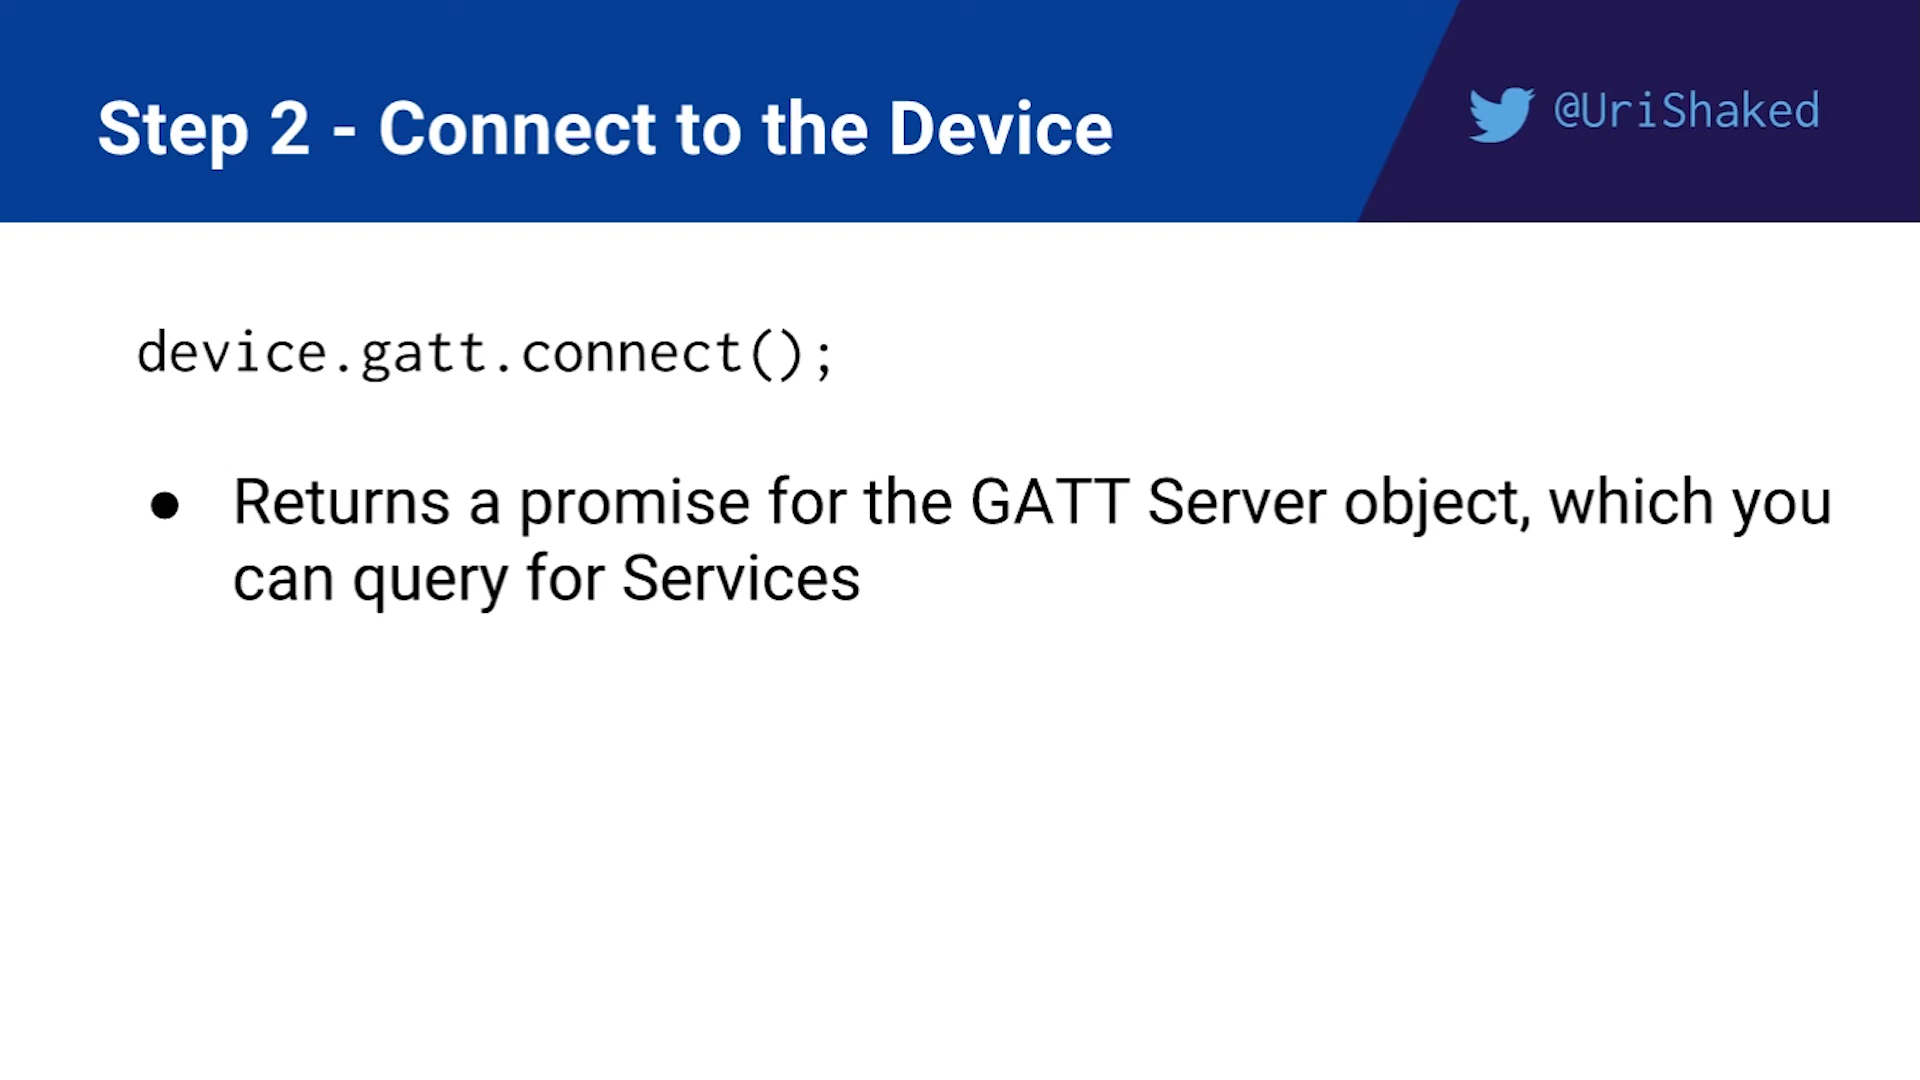 Step 2 - Connect to the Device
@UriShaked
device.gatt.connect();
● Returns a promise for the GATT Server object, which you
can query for Services